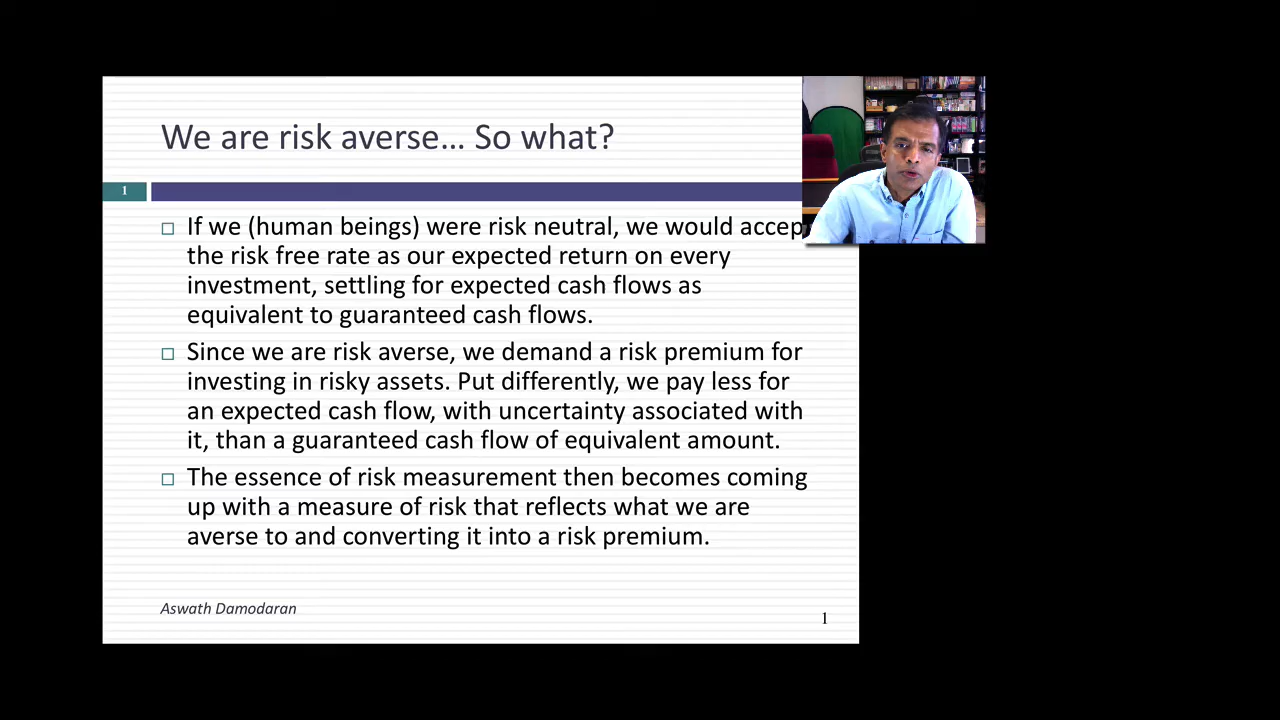 We are risk averse... So what?
1
□ If we (human beings) were risk neutral, we would accep
the risk free rate as our expected return on every
investment, settling for expected cash flows as
equivalent to guaranteed cash flows.
□ Since we are risk averse, we demand a risk premium for
investing in risky assets. Put differently, we pay less for
an expected cash flow, with uncertainty associated with
it, than a guaranteed cash flow of equivalent amount.
□ The essence of risk measurement then becomes coming
up with a measure of risk that reflects what we are
averse to and converting it into a risk premium.
Aswath Damodaran
1